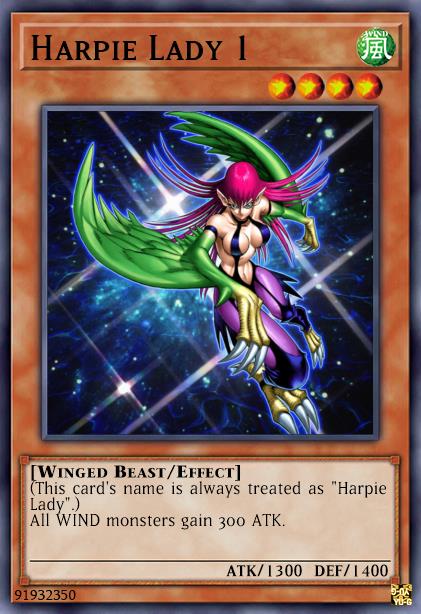 Harpie Lady 1
WIND
風
[Winged Beast/Effect]
(This card's name is always treated as "Harpie
Lady".)
All WIND monsters gain 300 ATK.
ATK/1300 DEF/1400
91932350